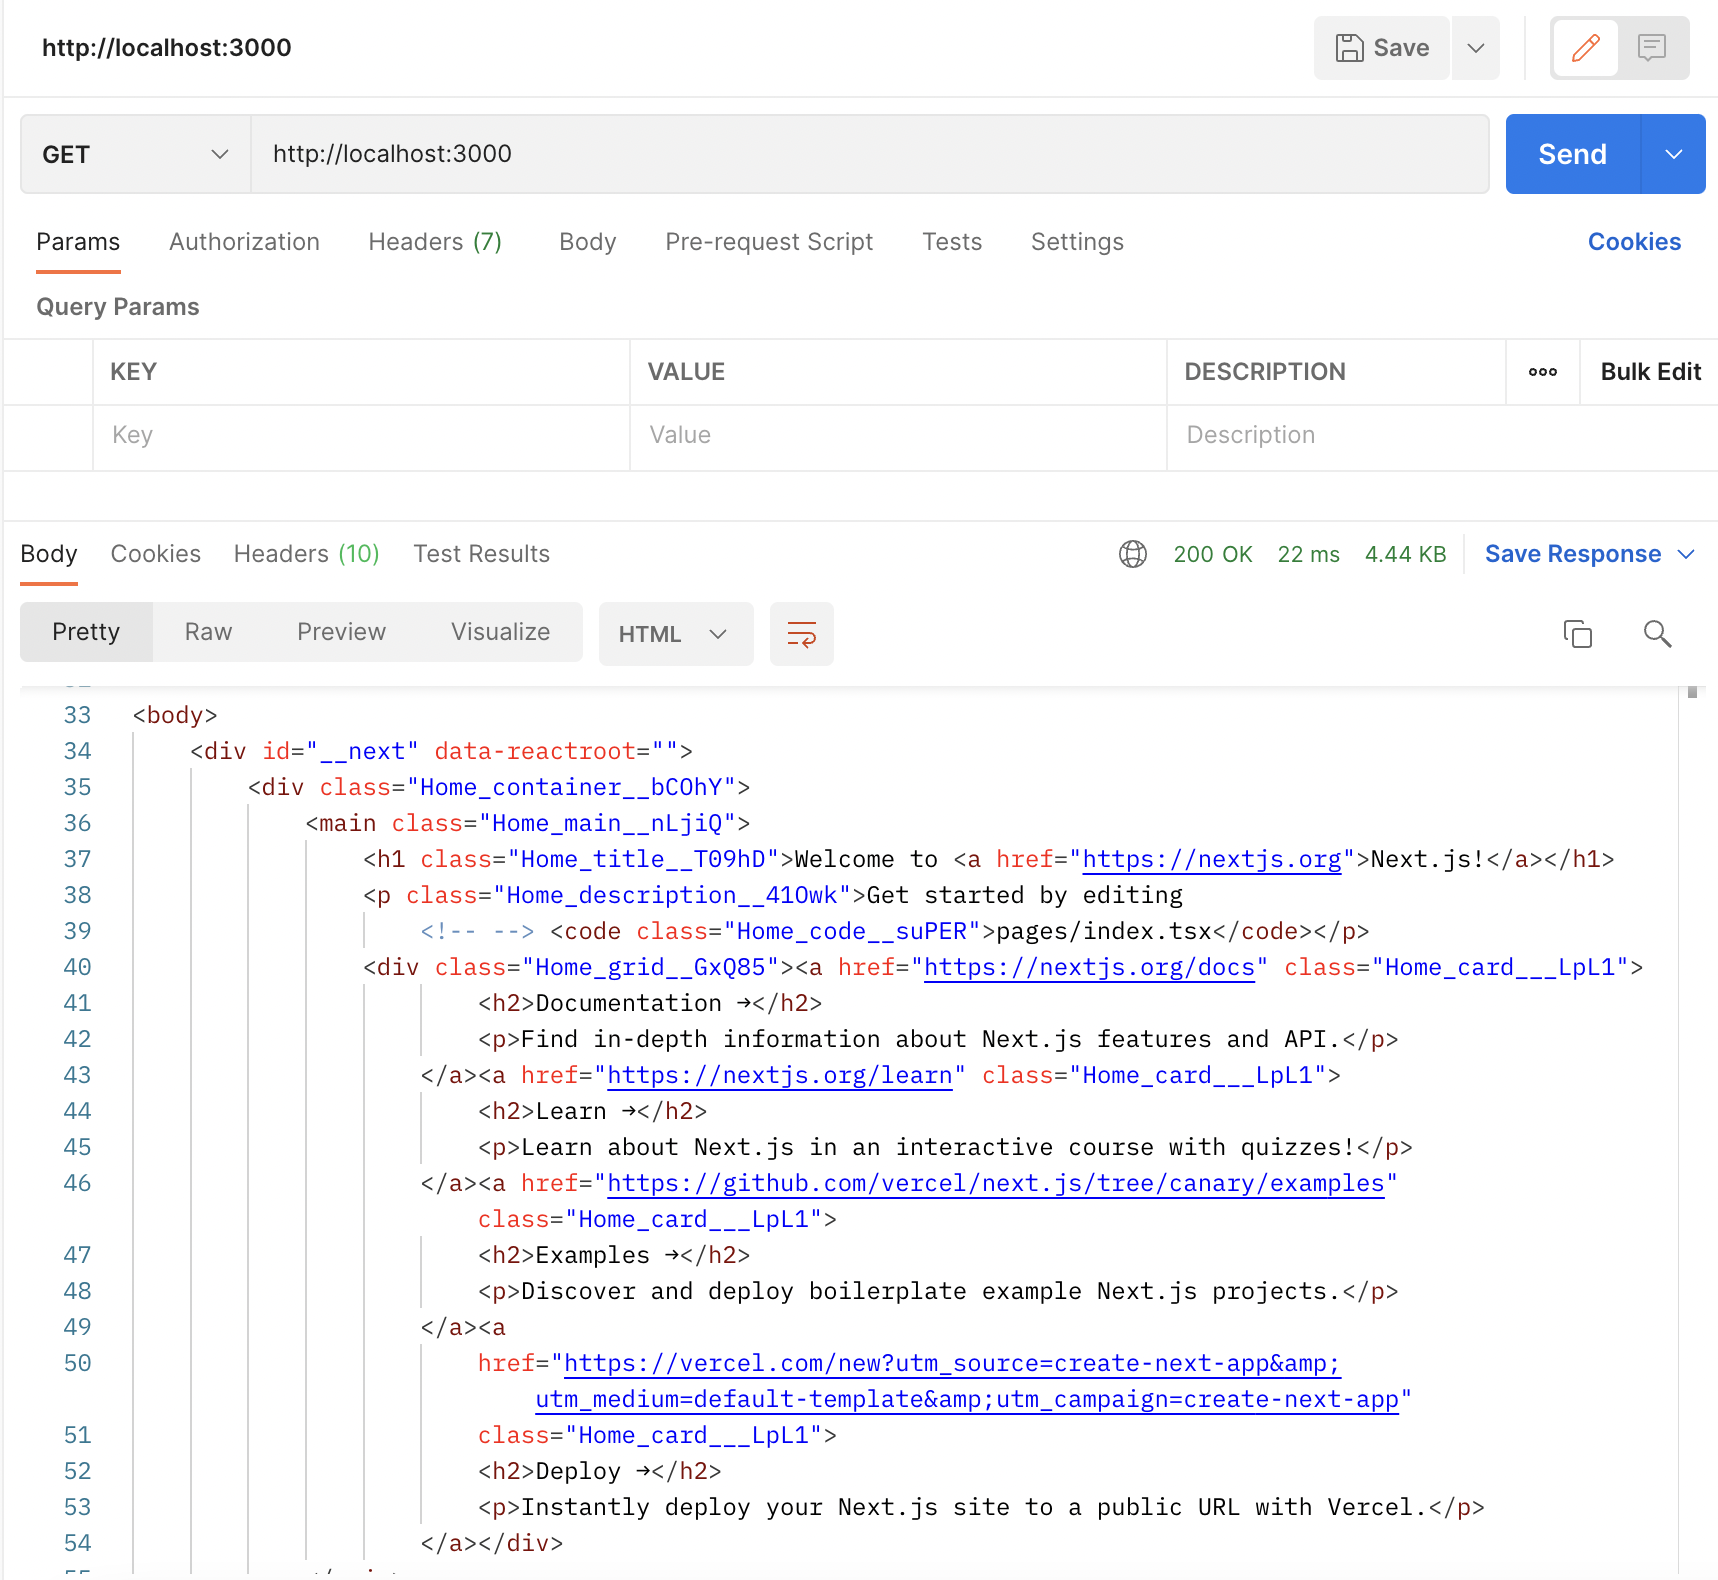 http://localhost:3000
Save
GET http://localhost:3000 Send
Params Authorization Headers (7) Body Pre-request Script Tests Settings Cookies
Query Params
KEY VALUE DESCRIPTION Bulk Edit
Key Value Description
Body Cookies Headers (10) Test Results 200 OK 22 ms 4.44 KB Save Response
Pretty Raw Preview Visualize HTML
33 <body>
34 <div id="__next" data-reactroot="">
35 <div class="Home_container__bCOhY">
36 <main class="Home_main__nLjiQ">
37 <h1 class="Home_title__T09hD">Welcome to <a href="https://nextjs.org">Next.js!</a></h1>
38 <p class="Home_description__41Owk">Get started by editing
39 <!-- --> <code class="Home_code__suPER">pages/index.tsx</code></p>
40 <div class="Home_grid__GxQ85"><a href="https://nextjs.org/docs" class="Home_card___LpL1">
41 <h2>Documentation →</h2>
42 <p>Find in-depth information about Next.js features and API.</p>
43 </a><a href="https://nextjs.org/learn" class="Home_card___LpL1">
44 <h2>Learn →</h2>
45 <p>Learn about Next.js in an interactive course with quizzes!</p>
46 </a><a href="https://github.com/vercel/next.js/tree/canary/examples"
class="Home_card___LpL1">
47 <h2>Examples →</h2>
48 <p>Discover and deploy boilerplate example Next.js projects.</p>
49 </a><a
50 href="https://vercel.com/new?utm_source=create-next-app&amp;
utm_medium=default-template&amp;utm_campaign=create-next-app"
51 class="Home_card___LpL1">
52 <h2>Deploy →</h2>
53 <p>Instantly deploy your Next.js site to a public URL with Vercel.</p>
54 </a></div>